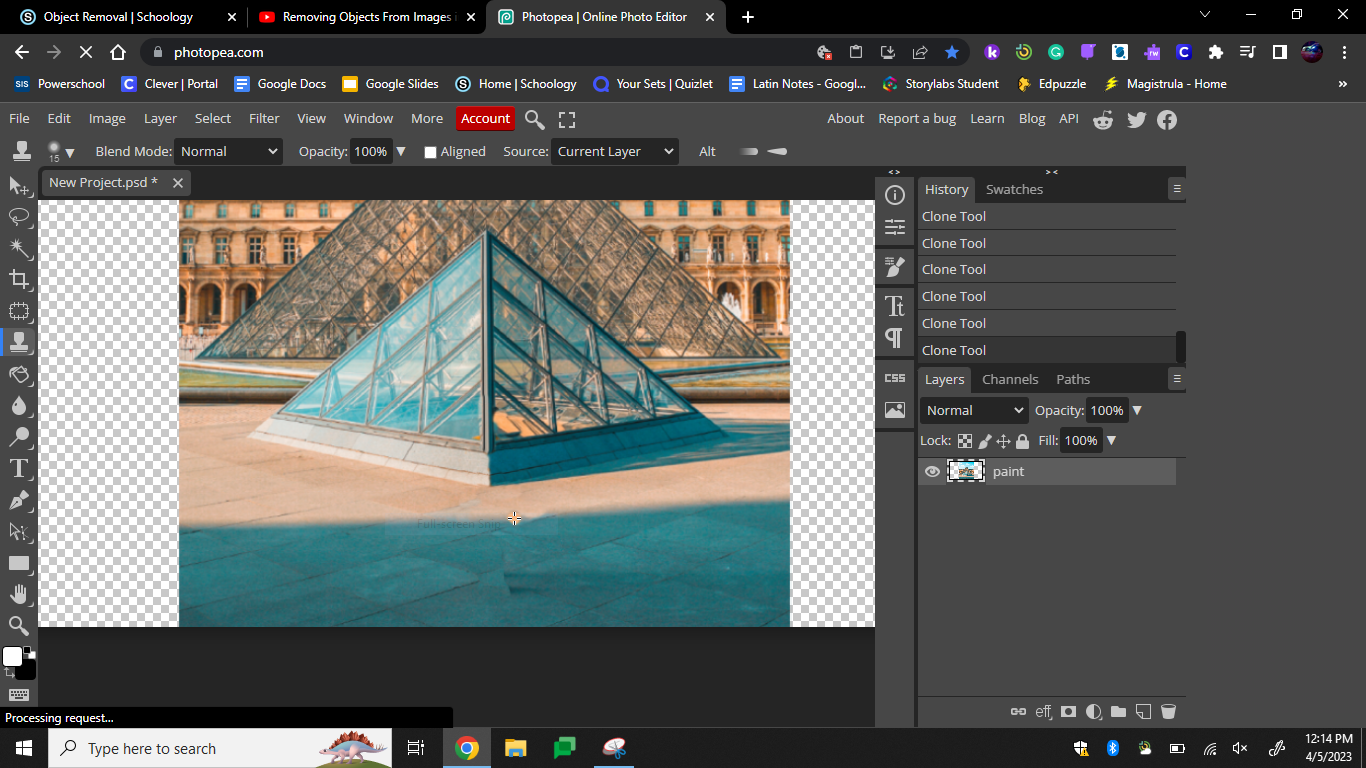 Object Removal | Schoology
Removing Objects From Images i
Photopea | Online Photo Editor
photopea.com
SIS Powerschool
Clever | Portal
Google Docs
Google Slides
Home | Schoology
Your Sets | Quizlet
Latin Notes - Googl...
Storylabs Student
Edpuzzle
Magistrula - Home
»
File Edit Image Layer Select Filter View Window More Account
About Report a bug Learn Blog API
15 Blend Mode: Normal Opacity: 100% Aligned Source: Current Layer Alt
New Project.psd *
< > > <
History Swatches
Clone Tool
Clone Tool
Clone Tool
Clone Tool
Clone Tool
Clone Tool
CSS
Layers Channels Paths
Normal Opacity: 100%
Lock: Fill: 100%
paint
Full-screen Snip
eff
Processing request...
Type here to search
12:14 PM
4/5/2023